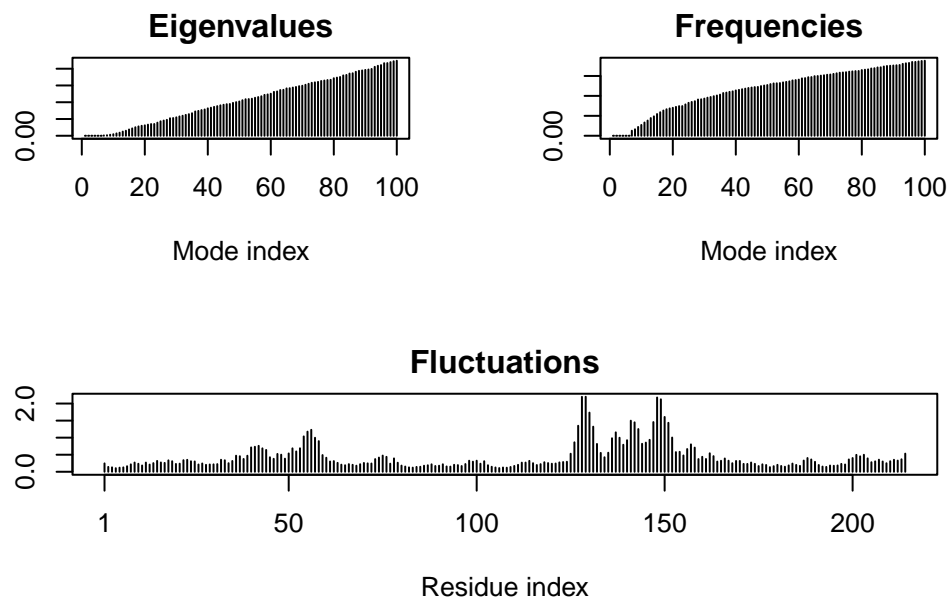 Eigenvalues
0.00
0 20 40 60 80 100
Mode index
Frequencies
0.00
0 20 40 60 80 100
Mode index
Fluctuations
0.0 2.0
1 50 100 150 200
Residue index